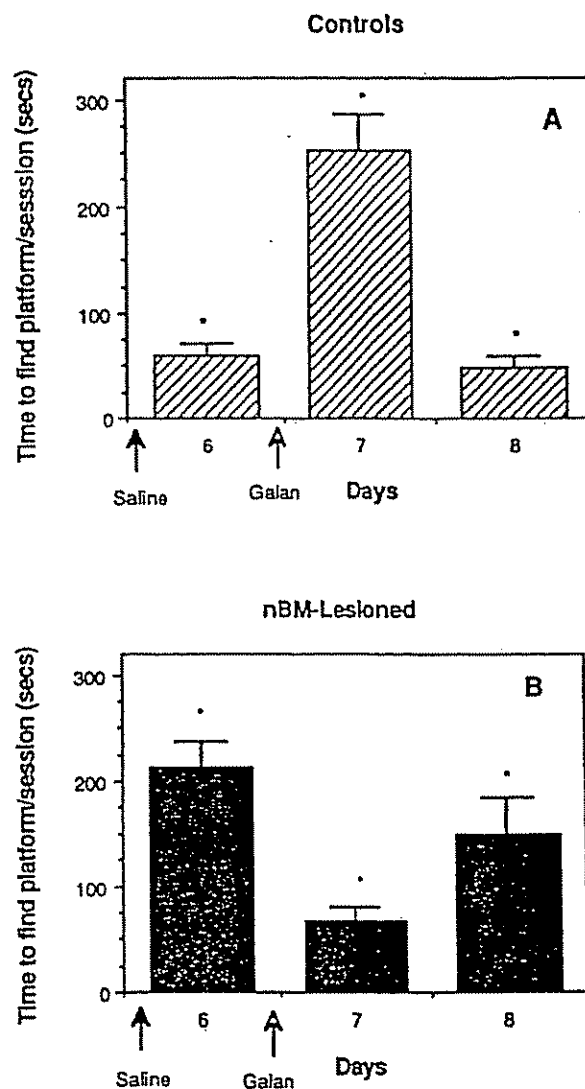 Controls
A
Time to find platform/sesssion (secs)
300
200
100
0
6
7
8
Saline
Galan
Days
nBM-Lesioned
B
Time to find platform/session (secs)
300
200
100
0
6
7
8
Saline
Galan
Days